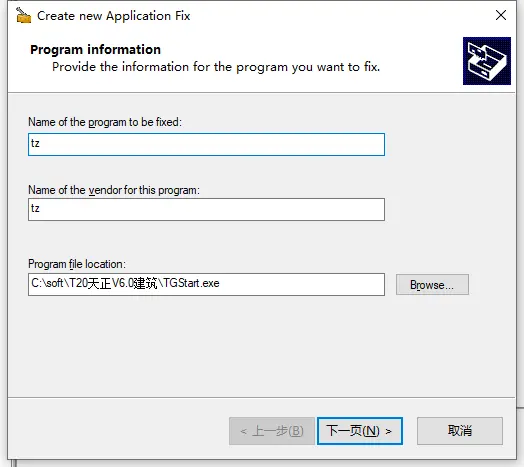 Create new Application Fix
Program information
Provide the information for the program you want to fix.
Name of the program to be fixed:
tz
Name of the vendor for this program:
tz
Program file location:
C:\soft\T20天正V6.0建筑\TGStart.exe
Browse...
< 上一步(B)
下一页(N) >
取消